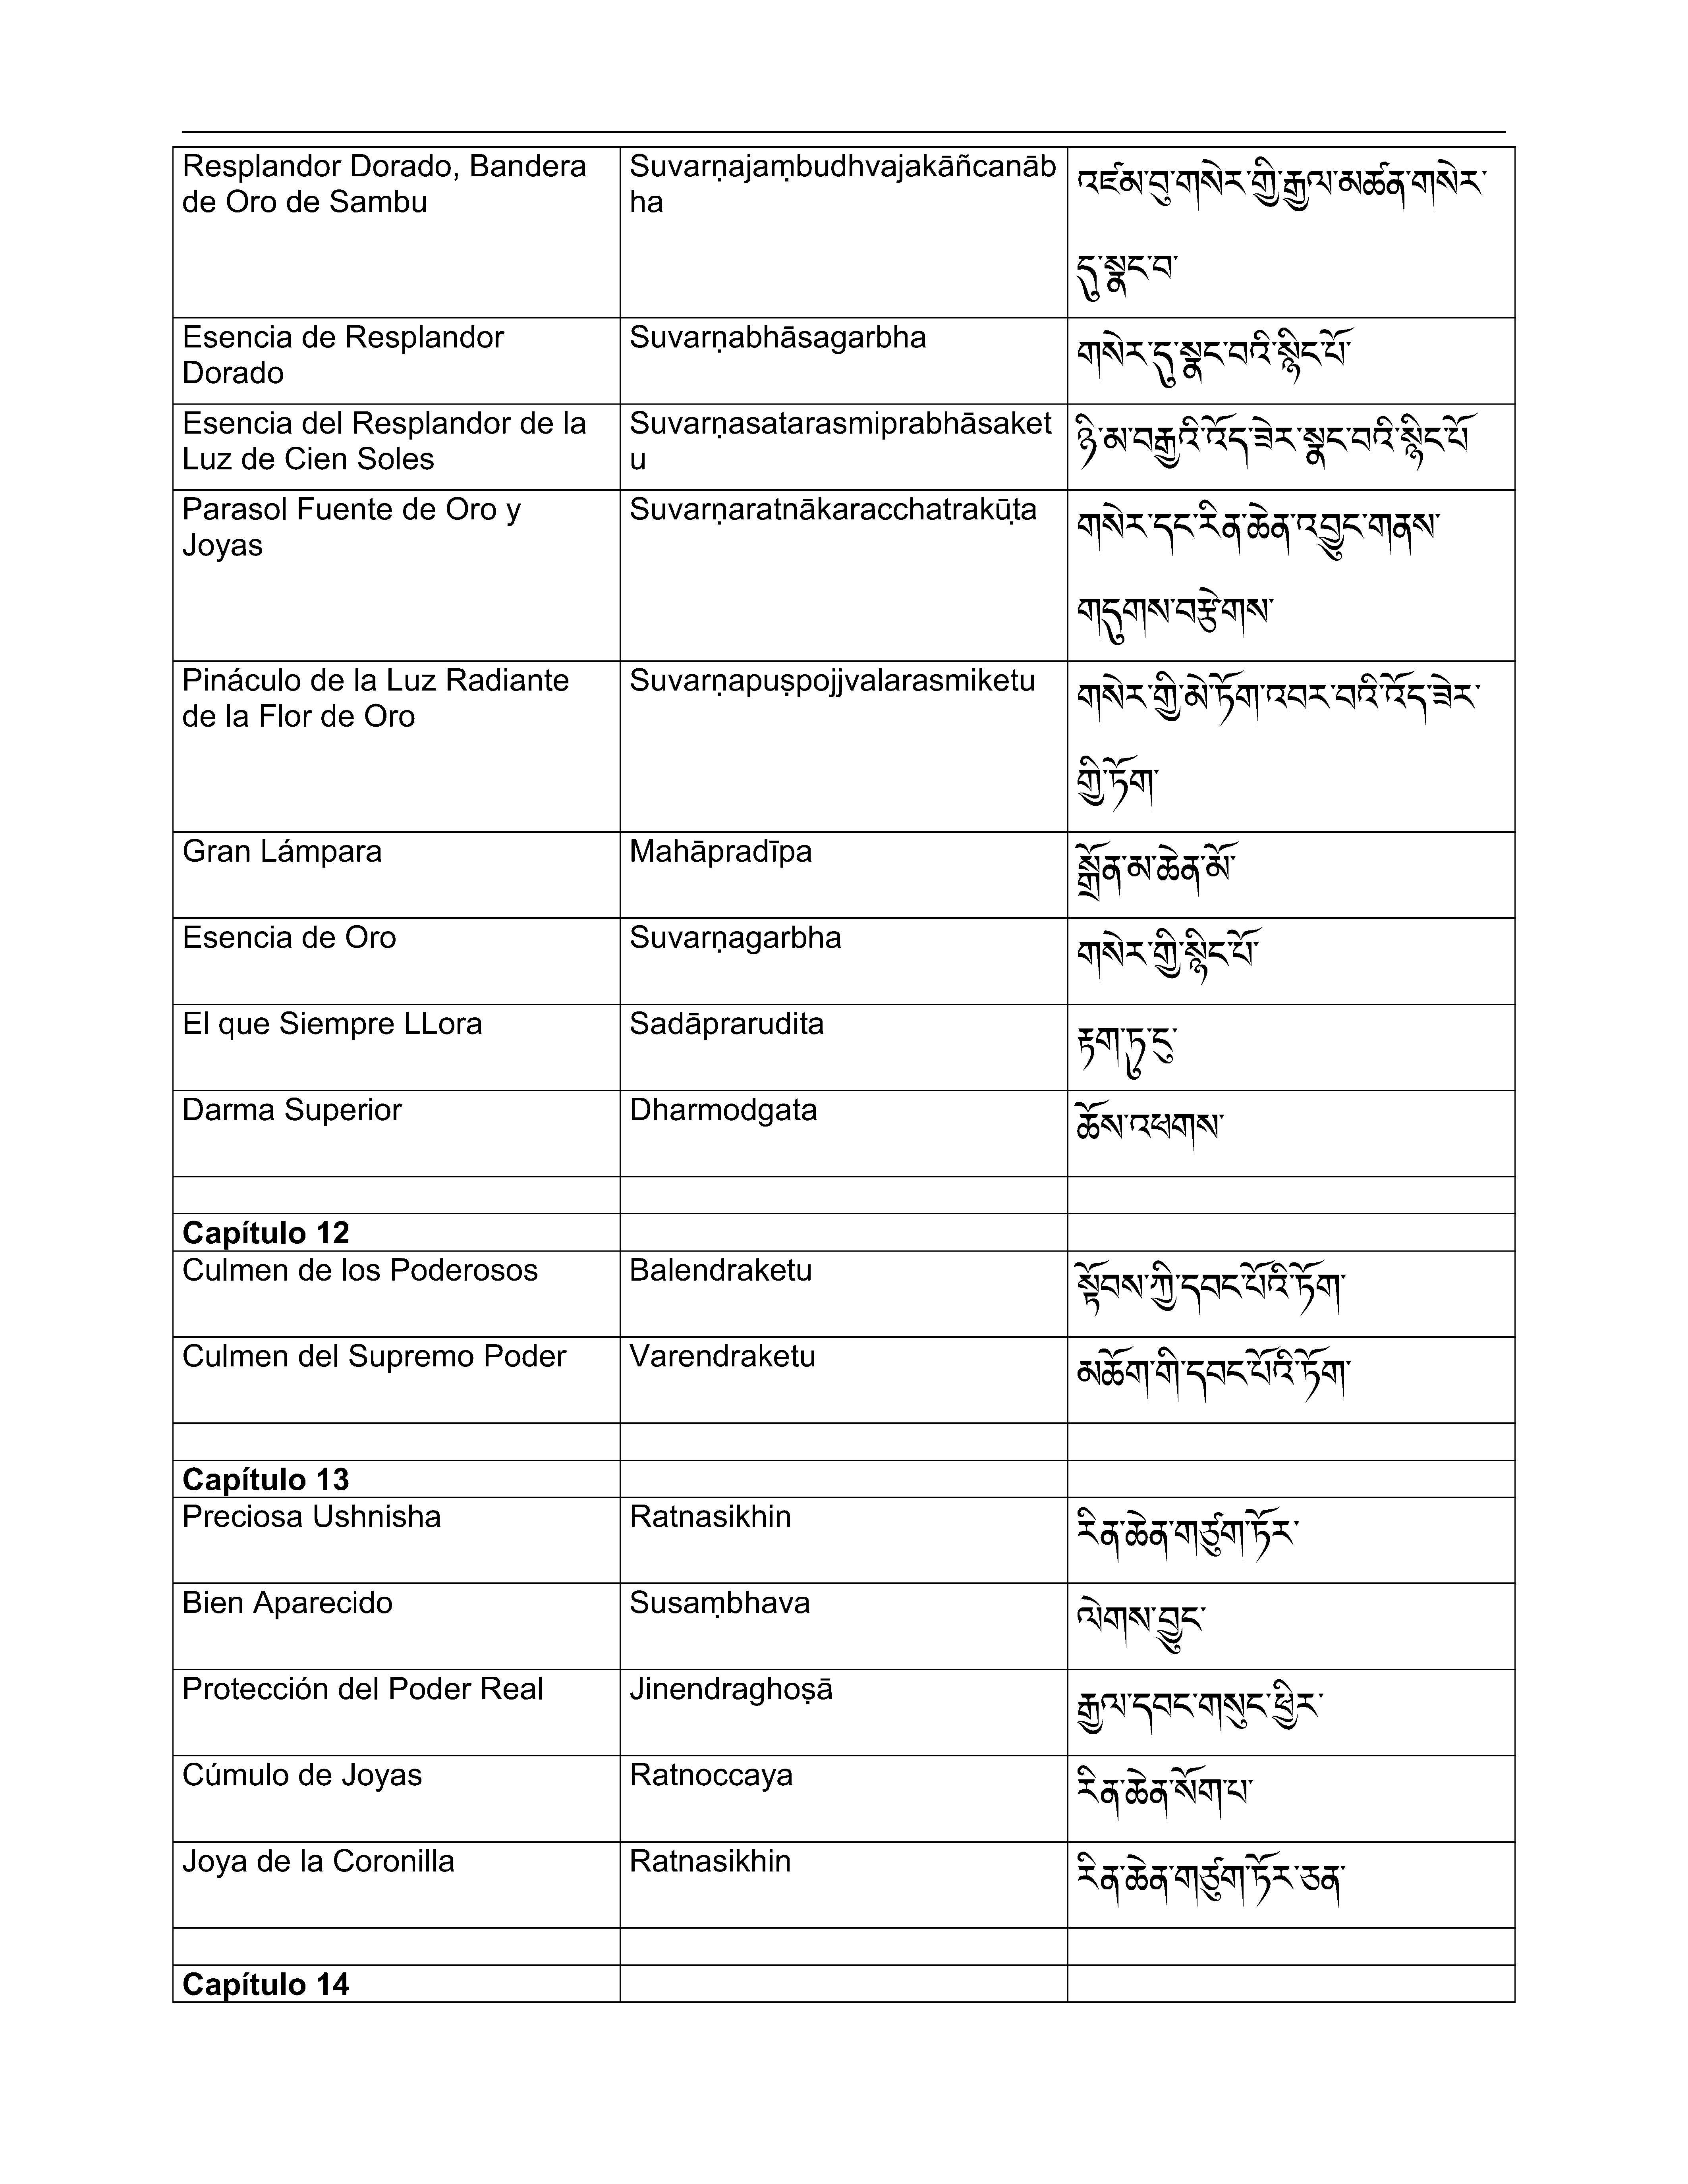 Resplandor Dorado, Bandera
de Oro de Sambu
Suvarṇajaṃbudhvajakāñcanāb
ha
འཛམ་བུ་གསེར་གྱི་རྒྱལ་མཚན་གསེར་
དུ་སྣང་བ་
Esencia de Resplandor
Dorado
Suvarṇabhāsagarbha
གསེར་དུ་སྣང་བའི་སྙིང་པོ་
Esencia del Resplandor de la
Luz de Cien Soles
Suvarṇasatarasmiprabhāsaket
u
ཉི་མ་བརྒྱའི་འོད་ཟེར་སྣང་བའི་སྙིང་པོ
Parasol Fuente de Oro y
Joyas
Suvarṇaratnākaracchatrakūṭa
གསེར་དང་རིན་ཆེན་འབྱུང་གནས་
གདུགས་བརྩེགས་
Pináculo de la Luz Radiante
de la Flor de Oro
Suvarṇapuṣpojjvalarasmiketu
གསེར་གྱི་མེ་ཏོག་འབར་བའི་འོད་ཟེར་
གྱི་ཏོག་
Gran Lámpara
Mahāpradīpa
སྒྲོན་མ་ཆེན་མོ་
Esencia de Oro
Suvarṇagarbha
གསེར་གྱི་སྙིང་པོ་
El que Siempre LLora
Sadāprarudita
རྟག་ཏུ་ངུ་
Darma Superior
Dharmodgata
ཆོས་འཕགས་
Capítulo 12
Culmen de los Poderosos
Balendraketu
སྟོབས་ཀྱི་དབང་པོའི་ཏོག་
Culmen del Supremo Poder
Varendraketu
མཆོག་གི་དབང་པོའི་ཏོག་
Capítulo 13
Preciosa Ushnisha
Ratnasikhin
རིན་ཆེན་གཙུག་ཏོར་
Bien Aparecido
Susaṃbhava
ལེགས་བྱུང་
Protección del Poder Real
Jinendraghoṣā
རྒྱལ་དབང་གསུང་ཕྱིར་
Cúmulo de Joyas
Ratnoccaya
རིན་ཆེན་སོག་པ་
Joya de la Coronilla
Ratnasikhin
རིན་ཆེན་གཙུག་ཏོར་ཅན་
Capítulo 14